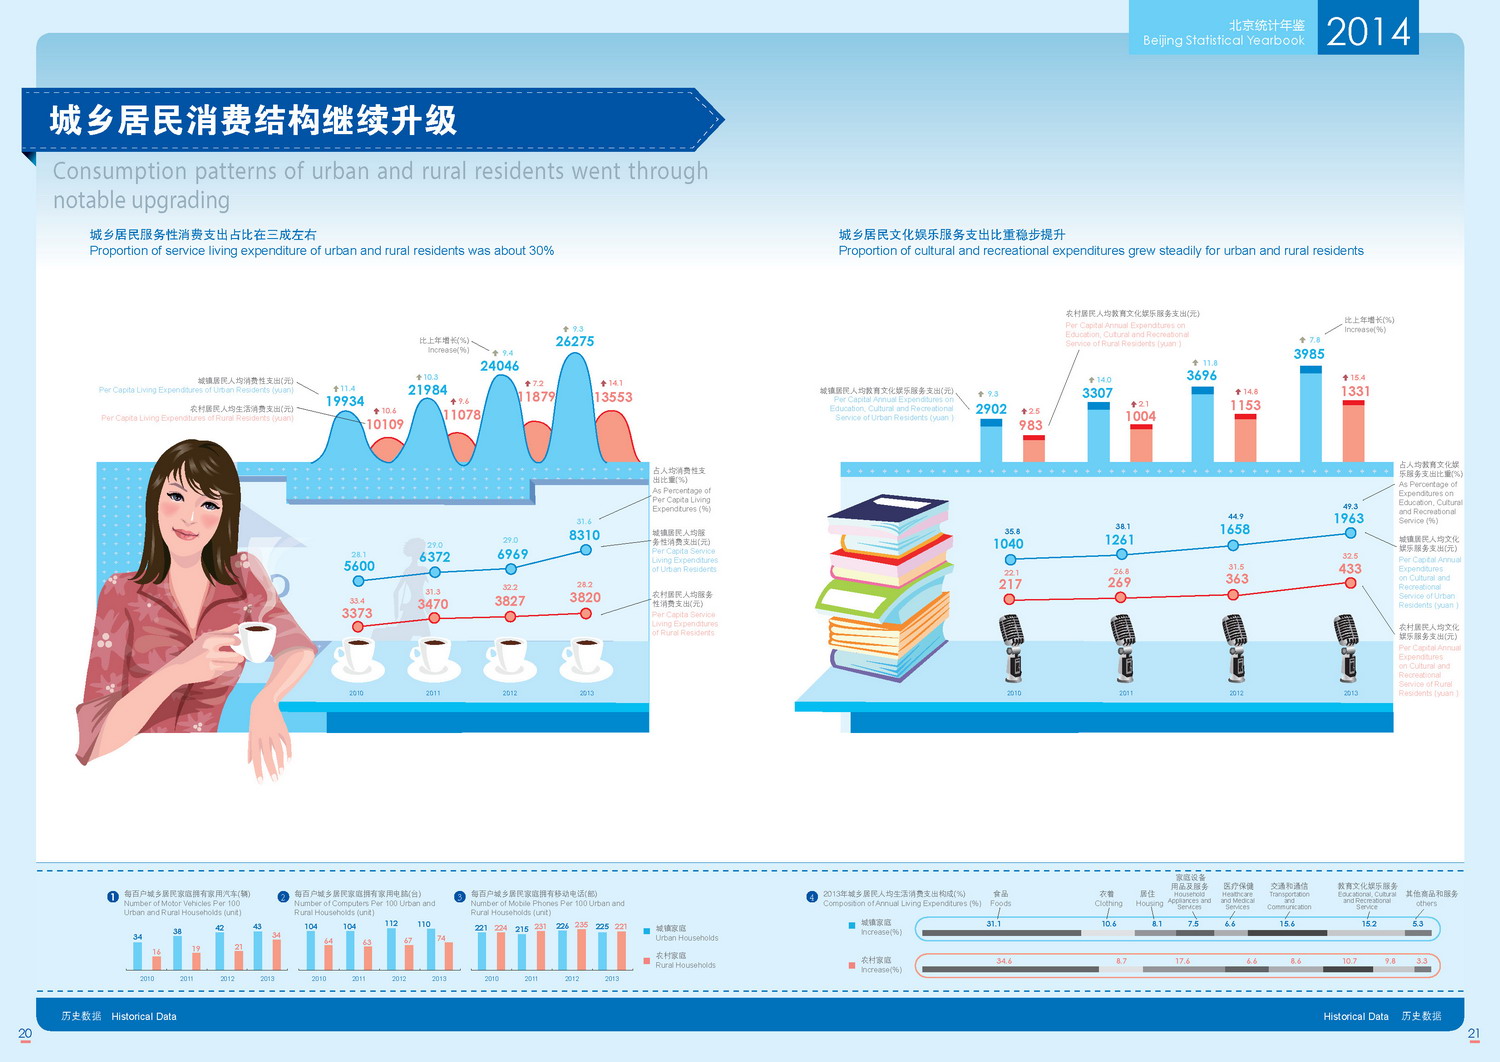 北京统计年鉴
Beijing Statistical Yearbook
2014
城乡居民消费结构继续升级
Consumption patterns of urban and rural residents went through
notable upgrading
城乡居民服务性消费支出占比在三成左右
Proportion of service living expenditure of urban and rural residents was about 30%
比上年增长(%)
Increase(%)
城镇居民人均消费性支出(元)
Per Capita Living Expenditures of Urban Residents (yuan)
农村居民人均生活消费支出(元)
Per Capita Living Expenditures of Rural Residents (yuan)
11.4
19934
10.6
10109
10.3
21984
9.6
11078
9.4
24046
7.2
11879
9.3
26275
14.1
13553
占人均消费性支
出比重(%)
As Percentage of
Per Capita Living
Expenditures (%)
城镇居民人均服
务性消费支出(元)
Per Capita Service
Living Expenditures
of Urban Residents
农村居民人均服务
性消费支出(元)
Per Capita Service
Living Expenditures
of Rural Residents
28.1
5600
29.0
6372
29.0
6969
31.6
8310
33.4
3373
31.3
3470
32.2
3827
28.2
3820
2010
2011
2012
2013
城乡居民文化娱乐服务支出比重稳步提升
Proportion of cultural and recreational expenditures grew steadily for urban and rural residents
农村居民人均教育文化娱乐服务支出(元)
Per Capital Annual Expenditures on
Education, Cultural and Recreational
Service of Rural Residents (yuan )
比上年增长(%)
Increase(%)
城镇居民人均教育文化娱乐服务支出(元)
Per Capital Annual Expenditures on
Education, Cultural and Recreational
Service of Urban Residents (yuan )
9.3
2902
2.5
983
14.0
3307
2.1
1004
11.8
3696
14.8
1153
7.8
3985
15.4
1331
占人均教育文化娱
乐服务支出比重(%)
As Percentage of
Expenditures on
Education, Cultural
and Recreational
Service (%)
城镇居民人均文化
娱乐服务支出(元)
Per Capital Annual
Expenditures
on Cultural and
Recreational
Service of Urban
Residents (yuan )
农村居民人均文化
娱乐服务支出(元)
Per Capital Annual
Expenditures
on Cultural and
Recreational
Service of Rural
Residents (yuan )
35.8
1040
38.1
1261
44.9
1658
49.3
1963
22.1
217
26.8
269
31.5
363
32.5
433
2010
2011
2012
2013
1
每百户城乡居民家庭拥有家用汽车(辆)
Number of Motor Vehicles Per 100
Urban and Rural Households (unit)
34
16
38
19
42
21
43
34
2010
2011
2012
2013
2
每百户城乡居民家庭拥有家用电脑(台)
Number of Computers Per 100 Urban and
Rural Households (unit)
104
64
104
63
112
67
110
74
2010
2011
2012
2013
3
每百户城乡居民家庭拥有移动电话(部)
Number of Mobile Phones Per 100 Urban and
Rural Households (unit)
221
224
215
231
226
235
225
221
2010
2011
2012
2013
城镇家庭
Urban Households
农村家庭
Rural Households
4
2013年城乡居民人均生活消费支出构成(%)
Composition of Annual Living Expenditures (%)
食品
Foods
衣着
Clothing
居住
Housing
家庭设备
用品及服务
Household
Appliances and
Services
医疗保健
Healthcare
and Medical
Services
交通和通信
Transportation
and
Communication
教育文化娱乐服务
Educational, Cultural
and Recreational
Service
其他商品和服务
others
城镇家庭
Increase(%)
31.1
10.6
8.1
7.5
6.6
15.6
15.2
5.3
农村家庭
Increase(%)
34.6
8.7
17.6
6.6
8.6
10.7
9.8
3.3
历史数据 Historical Data
Historical Data 历史数据
20
21